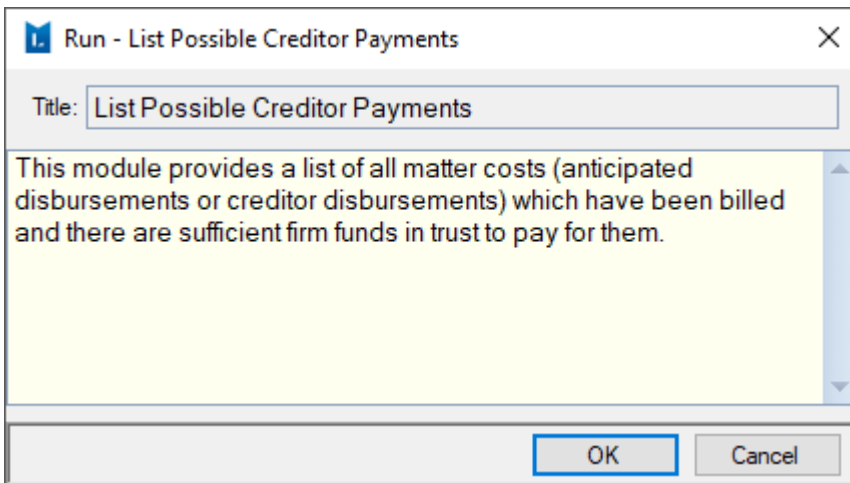 Run - List Possible Creditor Payments
Title: List Possible Creditor Payments
This module provides a list of all matter costs (anticipated
disbursements or creditor disbursements) which have been billed
and there are sufficient firm funds in trust to pay for them.
OK Cancel